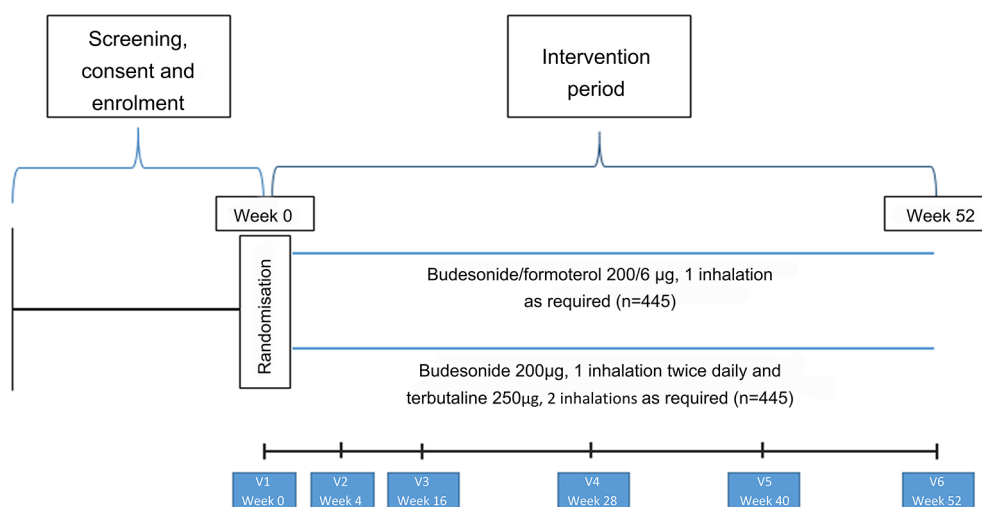 Screening,
consent and
enrolment
Intervention
period
Week 0
Week 52
Randomisation
Budesonide/formoterol 200/6 µg, 1 inhalation
as required (n=445)
Budesonide 200µg, 1 inhalation twice daily and
terbutaline 250µg, 2 inhalations as required (n=445)
V1
Week 0
V2
Week 4
V3
Week 16
V4
Week 28
V5
Week 40
V6
Week 52